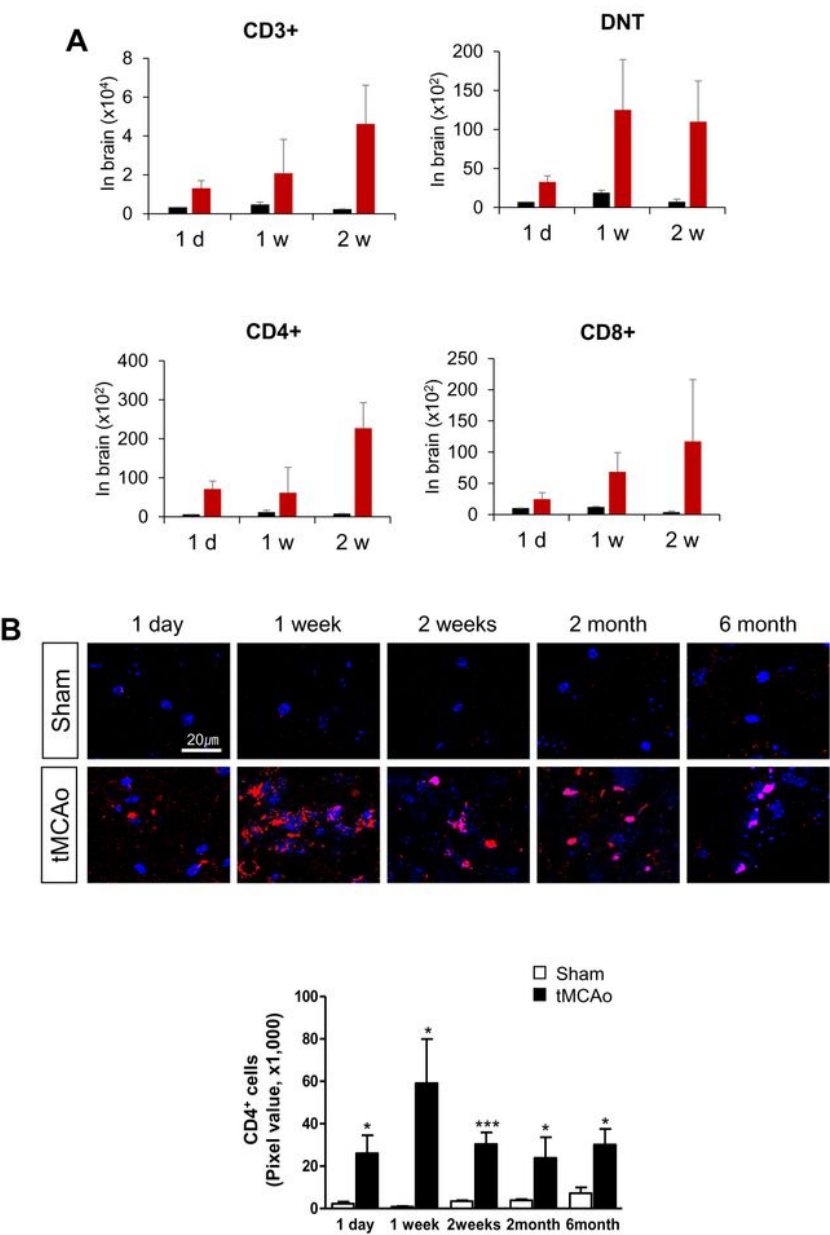 A
CD3+
In brain (x10⁴)
8
6
4
2
0
1 d 1 w 2 w
DNT
In brain (x10²)
200
150
100
50
0
1 d 1 w 2 w
CD4+
In brain (x10²)
400
300
200
100
0
1 d 1 w 2 w
CD8+
In brain (x10²)
250
200
150
100
50
0
1 d 1 w 2 w
B
1 day 1 week 2 weeks 2 month 6 month
Sham
20㎛
tMCAo
Sham
tMCAo
CD4⁺ cells
(Pixel value, x1,000)
100
80
60
40
20
0
* * *** * *
1 day 1 week 2weeks 2month 6month